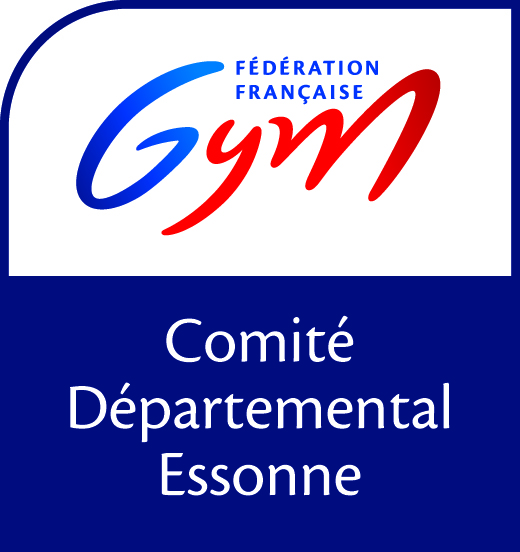 FÉDÉRATION
FRANÇAISE
Gym
Comité
Départemental
Essonne